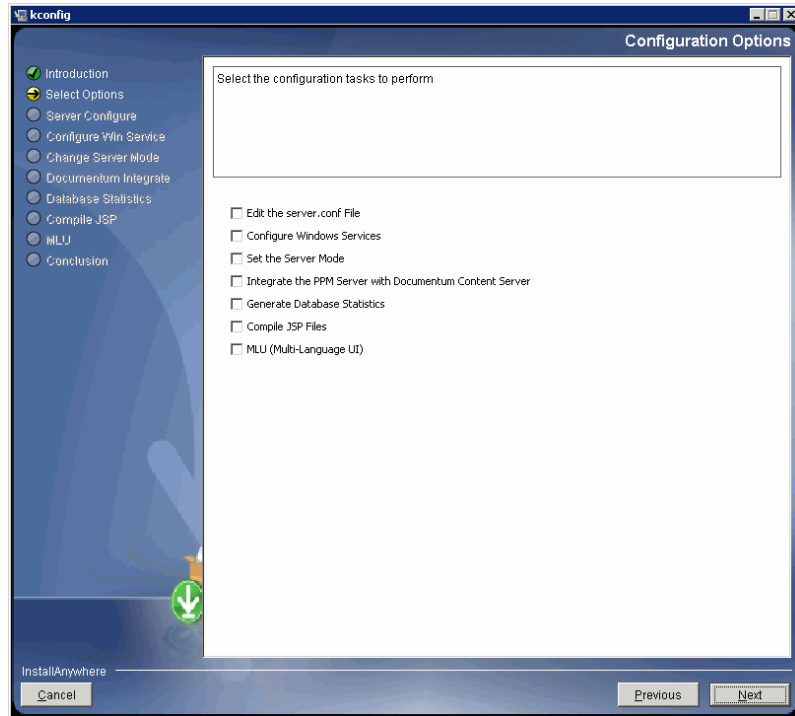 kconfig
Configuration Options
Introduction
Select Options
Server Configure
Configure Win Service
Change Server Mode
Documentum Integrate
Database Statistics
Compile JSP
MLU
Conclusion
Select the configuration tasks to perform
Edit the server.conf File
Configure Windows Services
Set the Server Mode
Integrate the PPM Server with Documentum Content Server
Generate Database Statistics
Compile JSP Files
MLU (Multi-Language UI)
InstallAnywhere
Cancel
Previous
Next